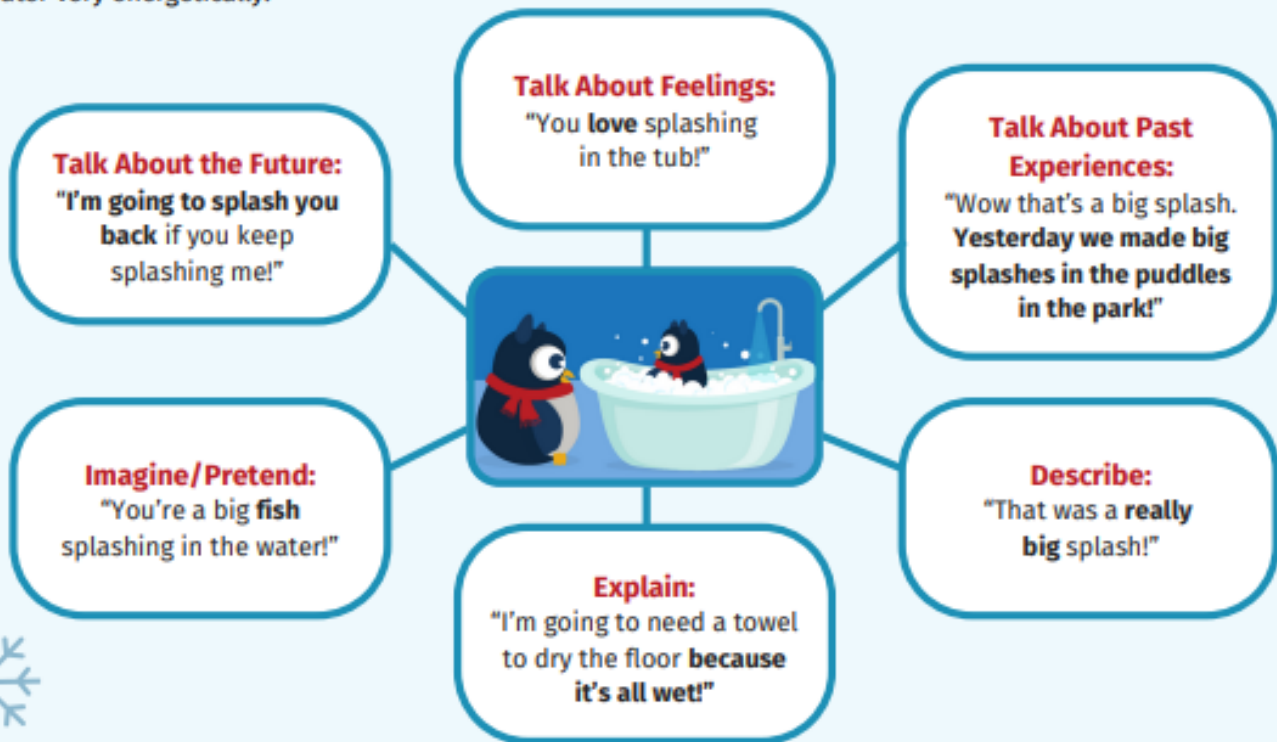 very energetically.
Talk About Feelings:
“You love splashing
in the tub!”
Talk About the Future:
“I’m going to splash you
back if you keep
splashing me!”
Talk About Past
Experiences:
“Wow that’s a big splash.
Yesterday we made big
splashes in the puddles
in the park!”
Imagine/Pretend:
“You’re a big fish
splashing in the water!”
Describe:
“That was a really
big splash!”
Explain:
“I’m going to need a towel
to dry the floor because
it’s all wet!”